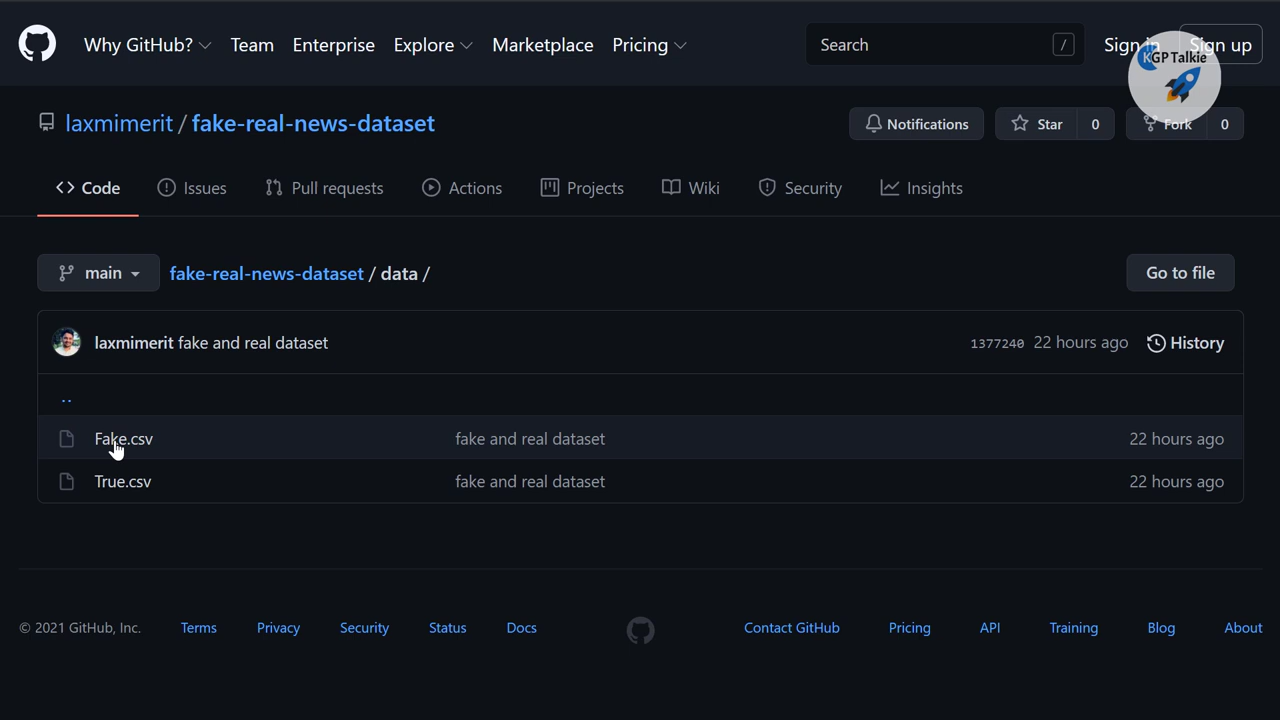 Why GitHub? Team Enterprise Explore Marketplace Pricing Search / Sign in Sign up
KGP Talkie
laxmimerit / fake-real-news-dataset Notifications Star 0 Fork 0
Code Issues Pull requests Actions Projects Wiki Security Insights
main fake-real-news-dataset / data / Go to file
laxmimerit fake and real dataset 1377240 22 hours ago History
..
Fake.csv fake and real dataset 22 hours ago
True.csv fake and real dataset 22 hours ago
© 2021 GitHub, Inc. Terms Privacy Security Status Docs Contact GitHub Pricing API Training Blog About